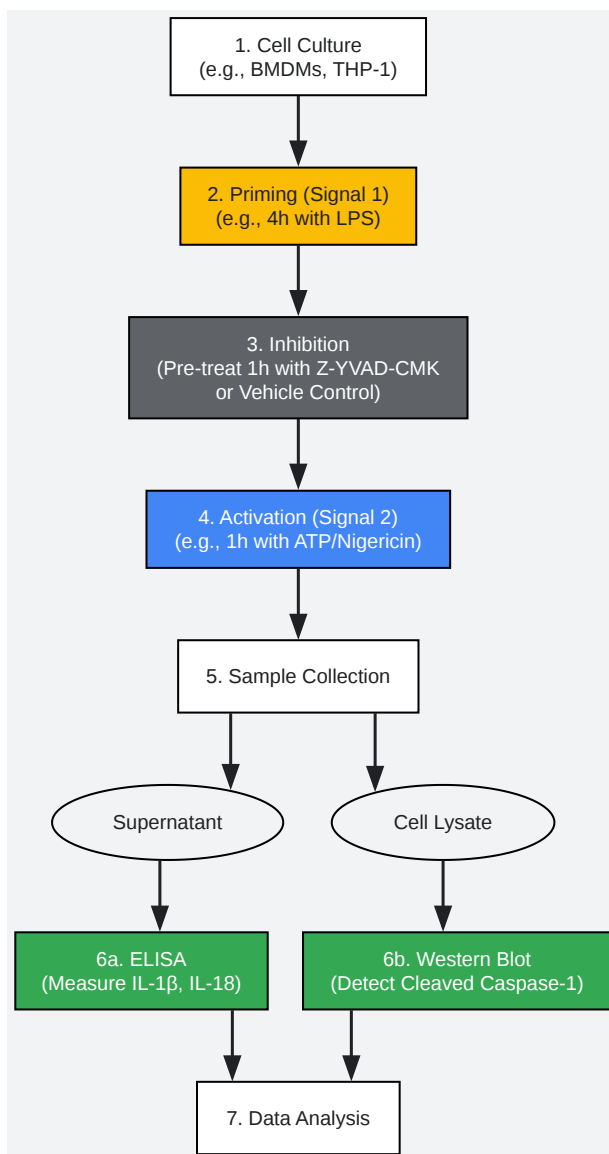 1. Cell Culture
(e.g., BMDMs, THP-1)
2. Priming (Signal 1)
(e.g., 4h with LPS)
3. Inhibition
(Pre-treat 1h with Z-YVAD-CMK
or Vehicle Control)
4. Activation (Signal 2)
(e.g., 1h with ATP/Nigericin)
5. Sample Collection
Supernatant
Cell Lysate
6a. ELISA
(Measure IL-1β, IL-18)
6b. Western Blot
(Detect Cleaved Caspase-1)
7. Data Analysis